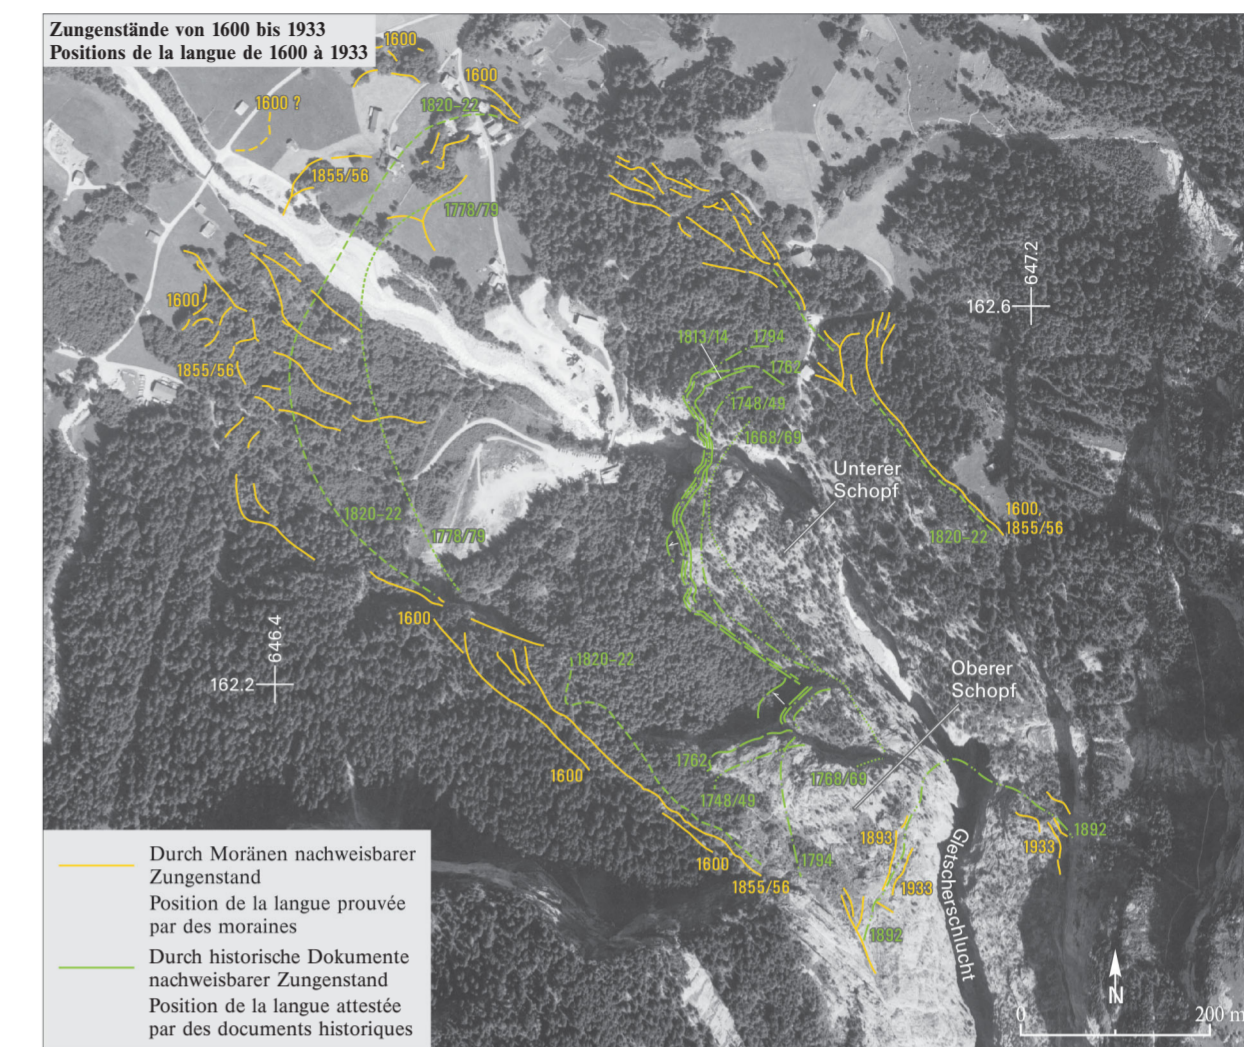 Zungenstände von 1600 bis 1933
Positions de la langue de 1600 à 1933
1600
1600
1820–22
1600 ?
1855/56
1778/79
647.2
162.6
1600
1813/14
1794
1762
1855/56
1748/49
1668/69
Unterer
Schopf
1820–22
1600,
1855/56
1820–22
1778/79
1600
646.4
162.2
1820–22
Oberer
Schopf
1762
1600
1768/69
1748/49
1893
1892
1933
1794
1600
1855/56
1933
1892
Gletscherschlucht
Durch Moränen nachweisbarer
Zungenstand
Position de la langue prouvée
par des moraines
Durch historische Dokumente
nachweisbarer Zungenstand
Position de la langue attestée
par des documents historiques
N
0
200 m